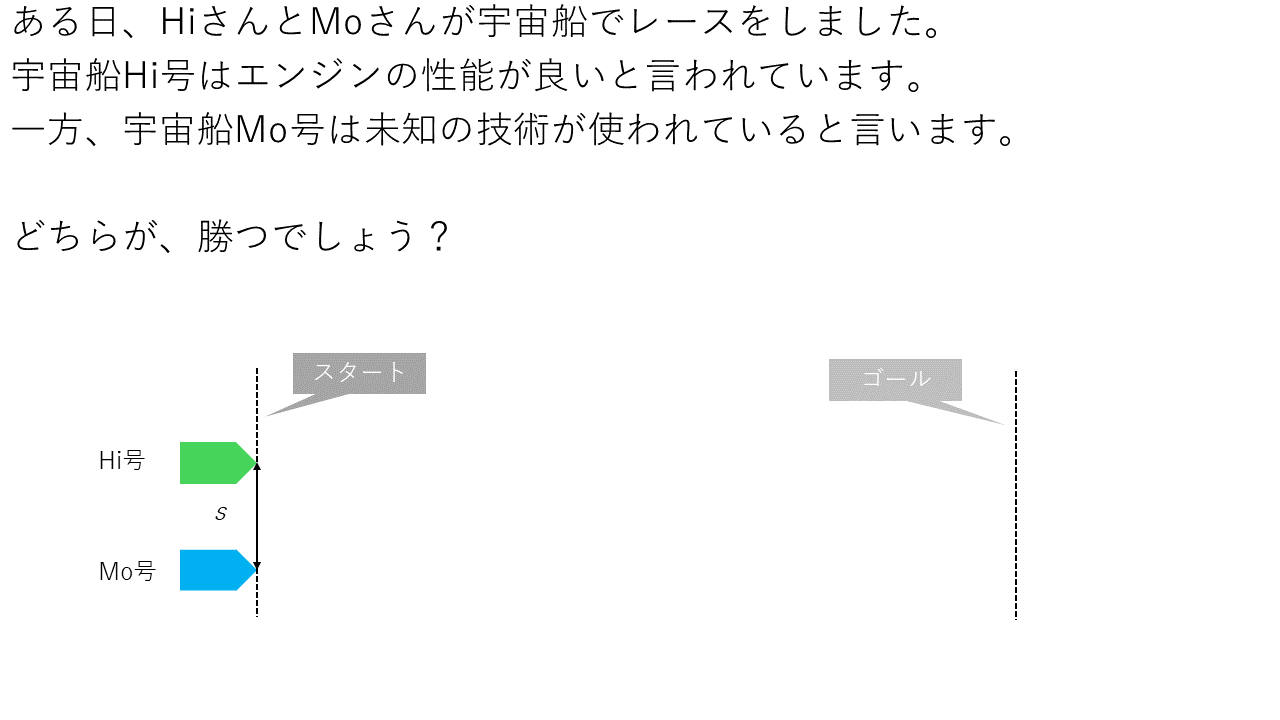 ある日、HiさんとMoさんが宇宙船でレースをしました。
宇宙船Hi号はエンジンの性能が良いと言われています。
一方、宇宙船Mo号は未知の技術が使われていると言います。
どちらが、勝つでしょう？
スタート
ゴール
Hi号
s
Mo号